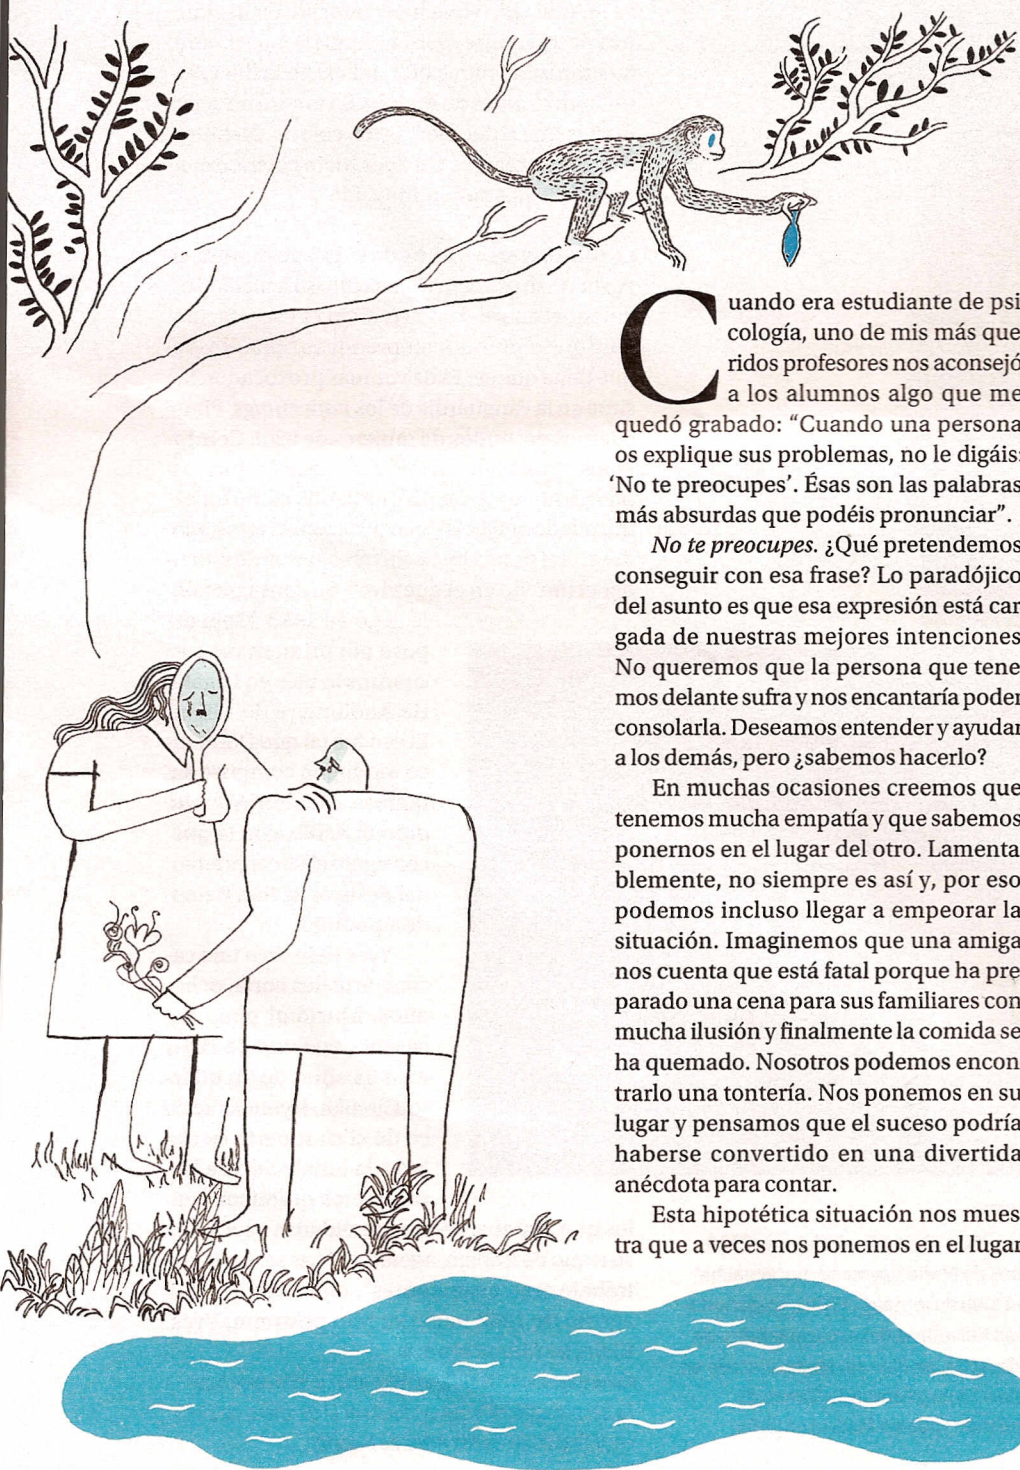 Cuando era estudiante de psi
cología, uno de mis más que
ridos profesores nos aconsejó
a los alumnos algo que me
quedó grabado: “Cuando una persona
os explique sus problemas, no le digáis:
‘No te preocupes’. Ésas son las palabras
más absurdas que podéis pronunciar”.
No te preocupes. ¿Qué pretendemos
conseguir con esa frase? Lo paradójico
del asunto es que esa expresión está car
gada de nuestras mejores intenciones
No queremos que la persona que tene
mos delante sufra y nos encantaría poder
consolarla. Deseamos entender y ayudar
a los demás, pero ¿sabemos hacerlo?
En muchas ocasiones creemos que
tenemos mucha empatía y que sabemos
ponernos en el lugar del otro. Lamenta
blemente, no siempre es así y, por eso
podemos incluso llegar a empeorar la
situación. Imaginemos que una amiga
nos cuenta que está fatal porque ha pre
parado una cena para sus familiares con
mucha ilusión y finalmente la comida se
ha quemado. Nosotros podemos encon
trarlo una tontería. Nos ponemos en su
lugar y pensamos que el suceso podría
haberse convertido en una divertida
anécdota para contar.
Esta hipotética situación nos mues
tra que a veces nos ponemos en el lugar